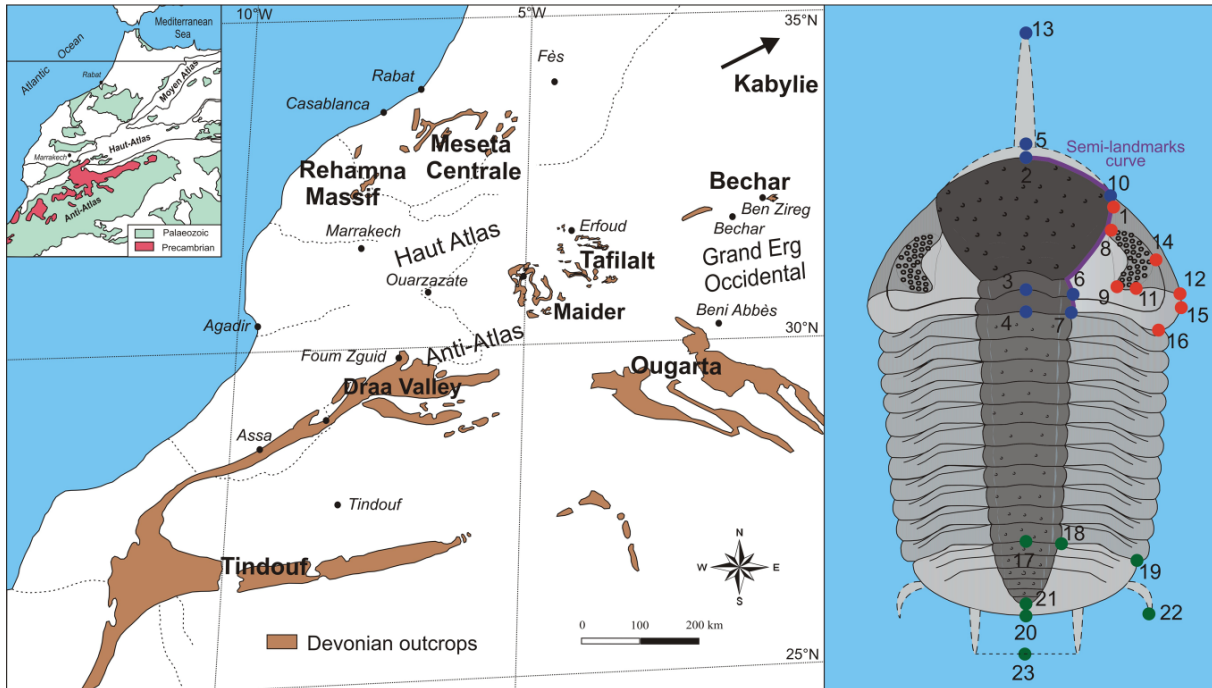 Mediterranean
Sea
Atlantic Ocean
Rabat
Moyen Atlas
Haut-Atlas
Marrakech
Anti-Atlas
Palaeozoic
Precambrian
10°W
5°W
35°N
Fès
Kabylie
Rabat
Casablanca
Meseta
Centrale
Rehamna
Massif
Bechar
Ben Zireg
Bechar
Marrakech
Haut Atlas
Erfoud
Tafilalt
Grand Erg
Occidental
Ouarzazate
Maider
Beni Abbès
Agadir
30°N
Anti-Atlas
Foum Zguid
Draa Valley
Ougarta
Assa
Tindouf
Tindouf
N
W
E
S
0 100 200 km
Devonian outcrops
25°N
13
5
Semi-landmarks
curve
2
10
1
8
14
3
6
9
11
12
4
7
15
16
18
17
19
21
22
20
23